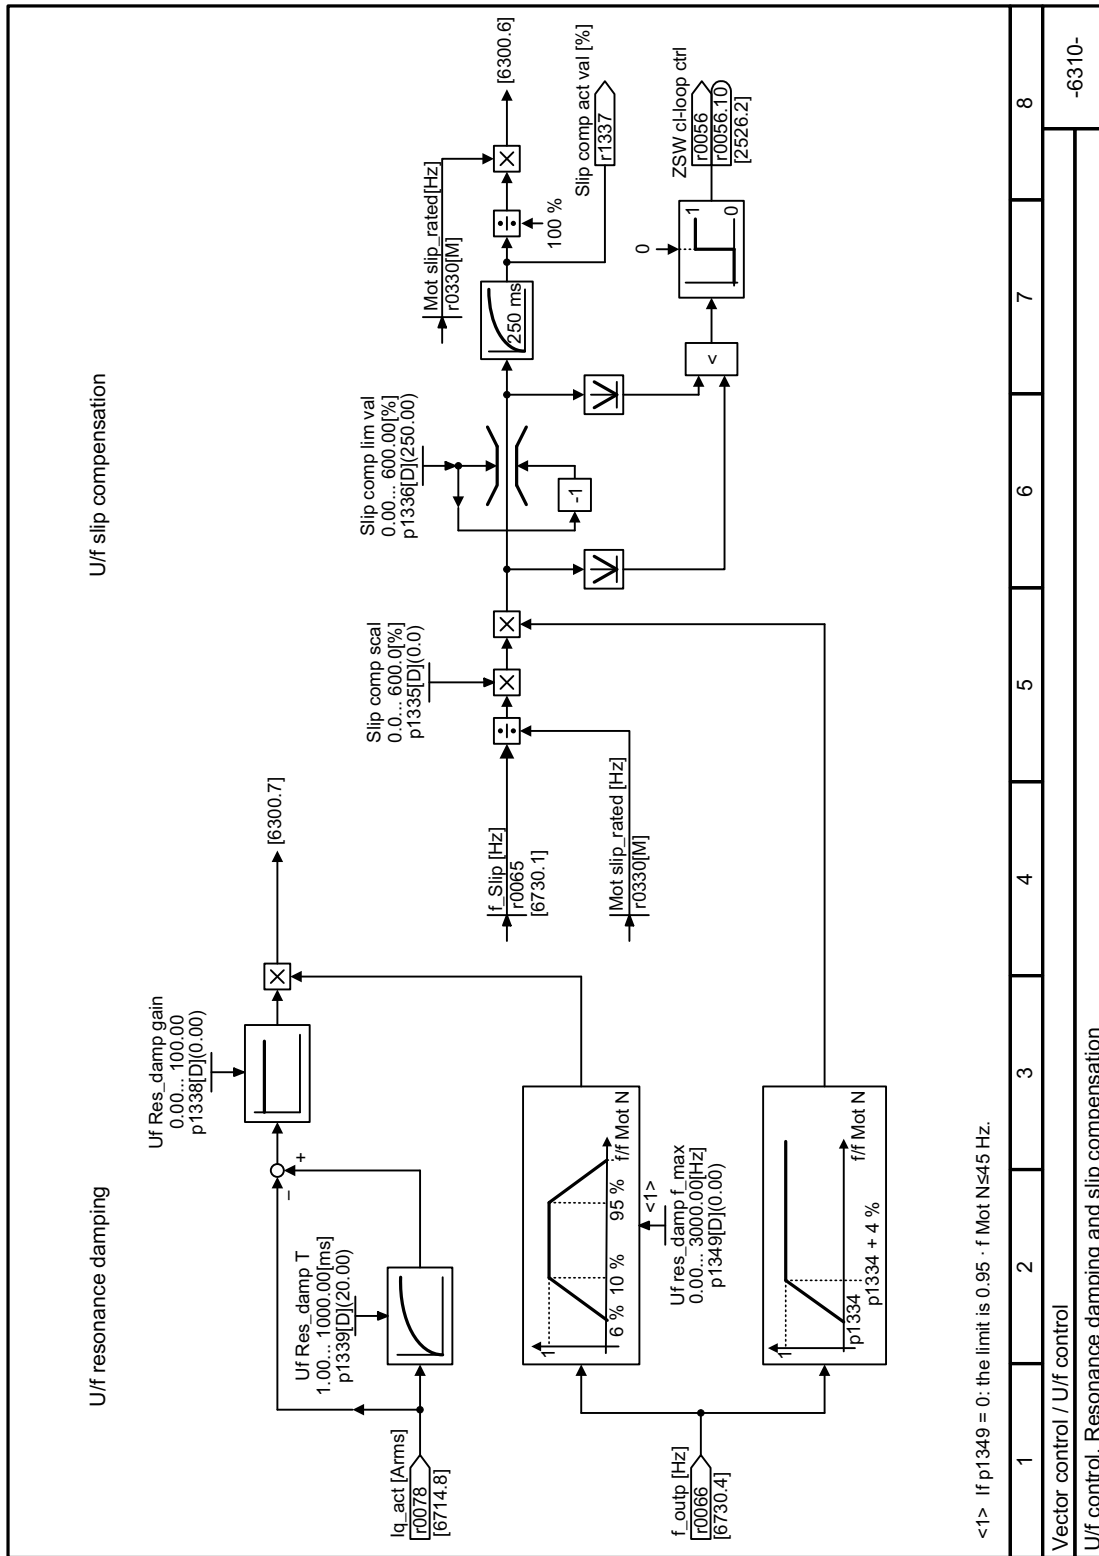 U/f resonance damping
U/f slip compensation
Iq_act [Arms]
r0078
[6714.8]
Uf Res_damp T
1.00... 1000.00[ms]
p1339[D](20.00)
−
+
Uf Res_damp gain
0.00... 100.00
p1338[D](0.00)
[6300.7]
f_outp [Hz]
r0066
[6730.4]
1
6 % 10 % 95 % f/f Mot N
<1>
Uf res_damp f_max
0.00... 3000.00[Hz]
p1349[D](0.00)
1
p1334
p1334 + 4 %
f/f Mot N
f_Slip [Hz]
r0065
[6730.1]
Mot slip_rated [Hz]
r0330[M]
Slip comp scal
0.0... 600.0[%]
p1335[D](0.0)
Slip comp lim val
0.00... 600.00[%]
p1336[D](250.00)
-1
250 ms
Mot slip_rated[Hz]
r0330[M]
100 %
[6300.6]
Slip comp act val [%]
r1337
<
0
1
0
ZSW cl-loop ctrl
r0056
r0056.10
[2526.2]
<1> If p1349 = 0: the limit is 0.95 · f Mot N≤45 Hz.
1 2 3 4 5 6 7 8
Vector control / U/f control
-6310-
U/f control, Resonance damping and slip compensation